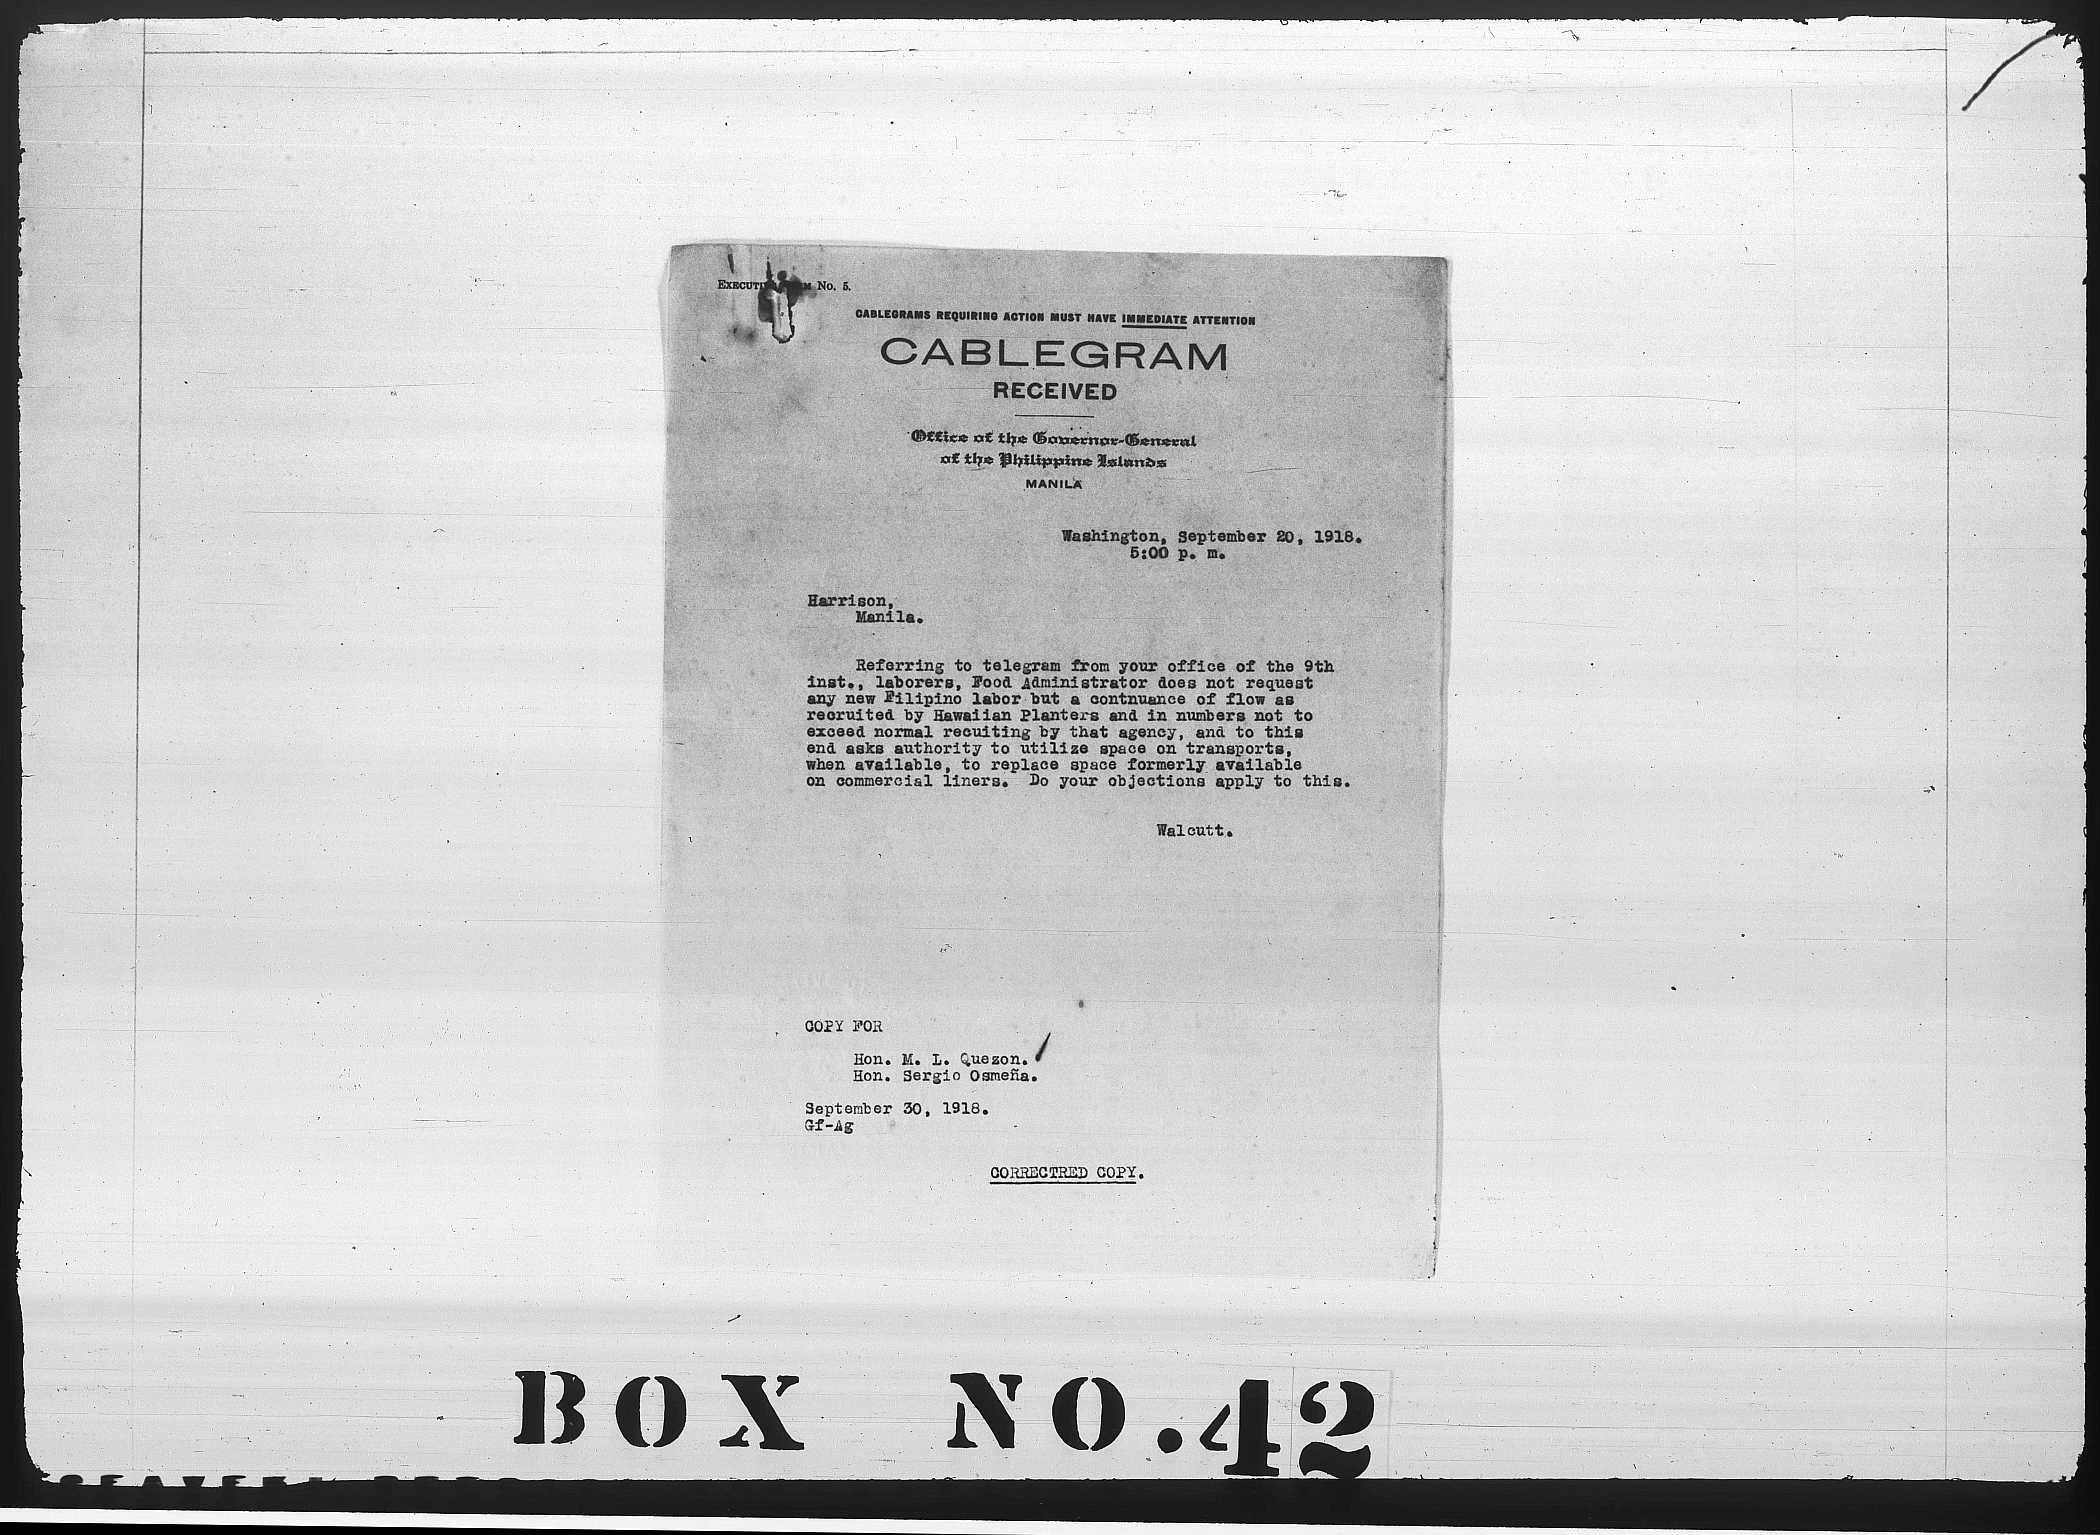 EXECUTI M No. 5.
CABLEGRAMS REQUIRING ACTION MUST HAVE IMMEDIATE ATTENTION
CABLEGRAM
RECEIVED
Office of the Governor-General
of the Philippine Islands
MANILA
Washington, September 20, 1918.
5:00 p. m.
Harrison,
Manila.
Referring to telegram from your office of the 9th
inst., laborers, Food Administrator does not request
any new Filipino labor but a contnuance of flow as
recruited by Hawaiian Planters and in numbers not to
exceed normal recuiting by that agency, and to this
end asks authority to utilize space on transports,
when available, to replace space formerly available
on commercial liners. Do your objections apply to this.
Walcutt.
COPY FOR
Hon. M. L. Quezon.
Hon. Sergio Osmeña.
September 30, 1918.
Gf-Ag
CORRECTRED COPY.
BOX NO. 42